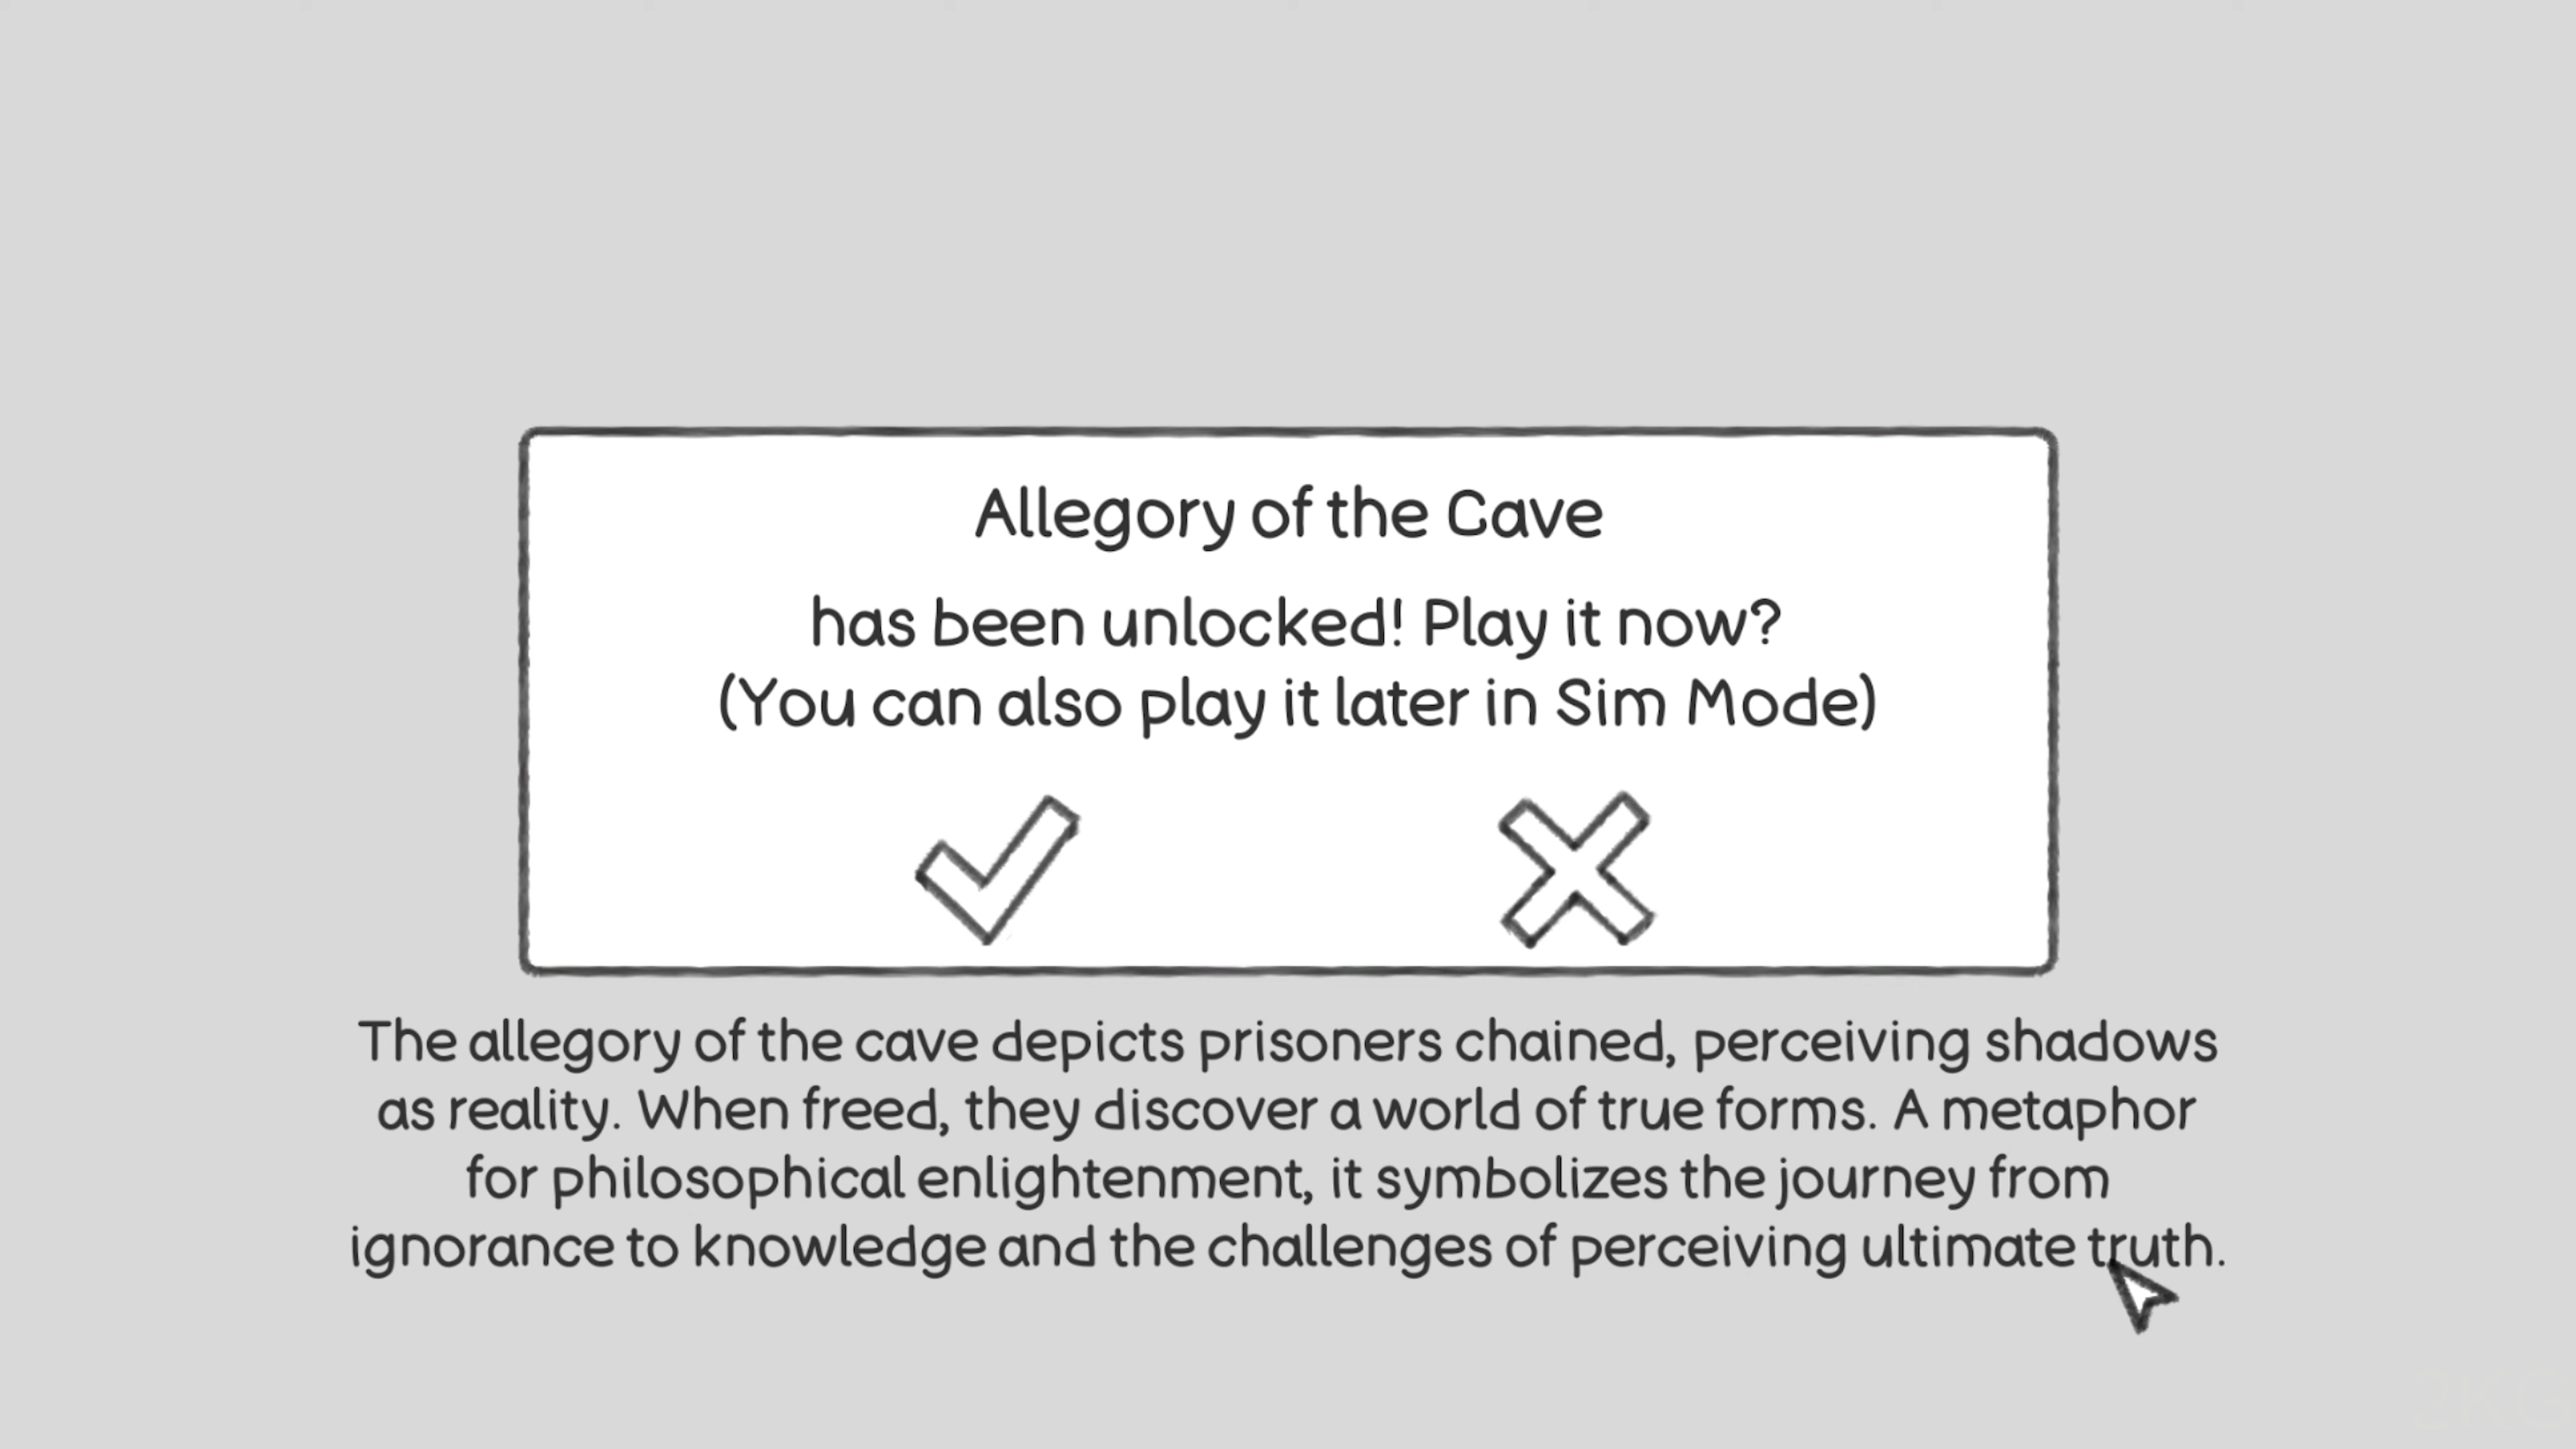 Allegory of the Cave
has been unlocked! Play it now?
(You can also play it later in Sim Mode)
The allegory of the cave depicts prisoners chained, perceiving shadows
as reality. When freed, they discover a world of true forms. A metaphor
for philosophical enlightenment, it symbolizes the journey from
ignorance to knowledge and the challenges of perceiving ultimate truth.